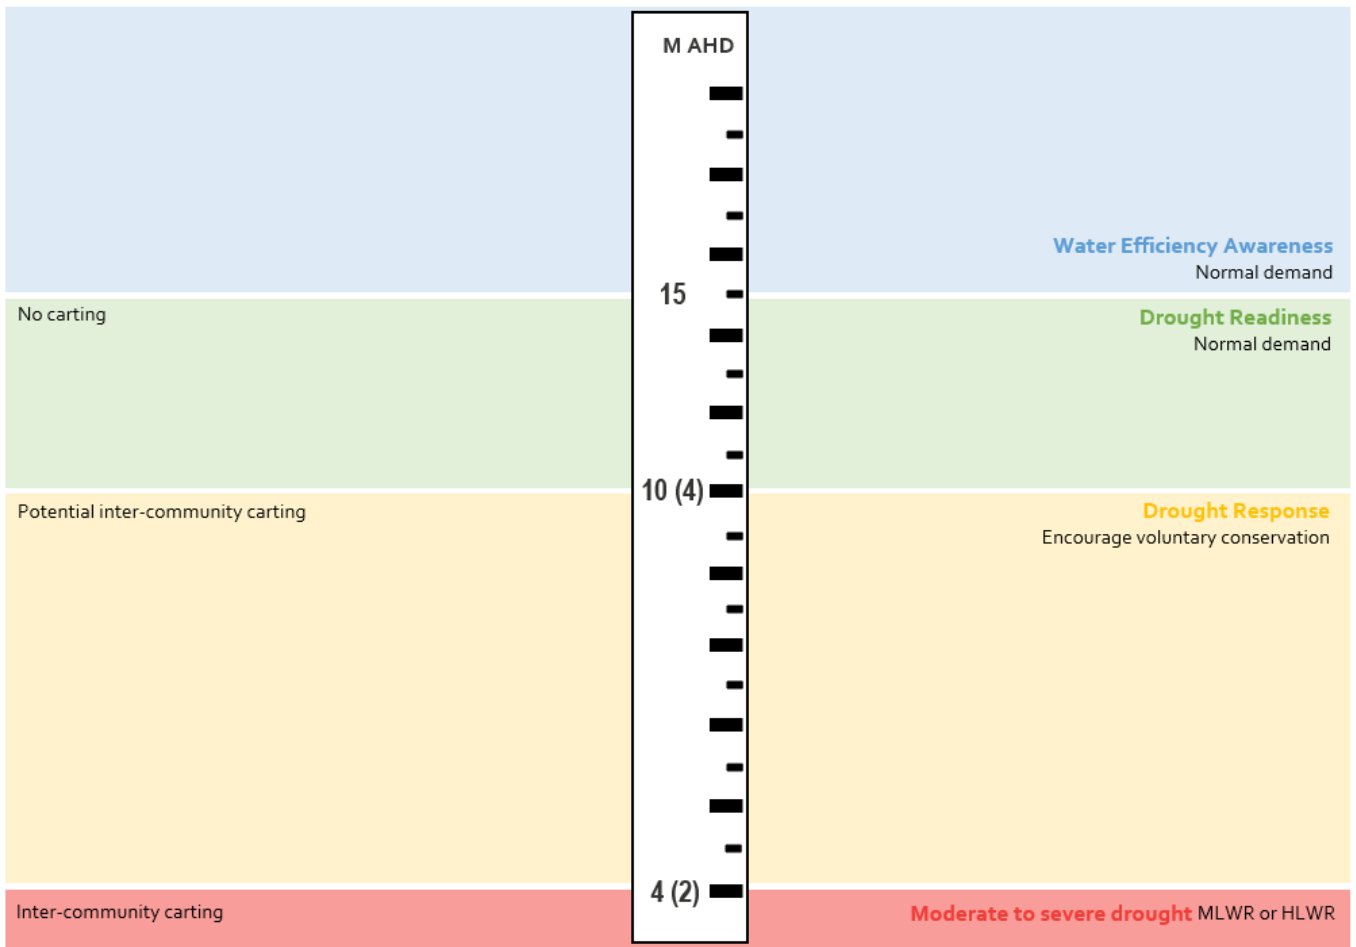 M AHD
Water Efficiency Awareness
Normal demand
15
No carting
Drought Readiness
Normal demand
10 (4)
Potential inter-community carting
Drought Response
Encourage voluntary conservation
4 (2)
Inter-community carting
Moderate to severe drought MLWR or HLWR